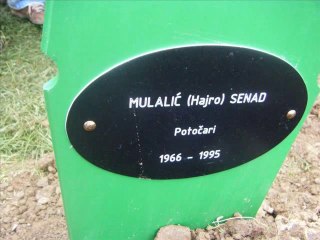 MULALIĆ (Hajro) SENAD
Potočari
1966 - 1995